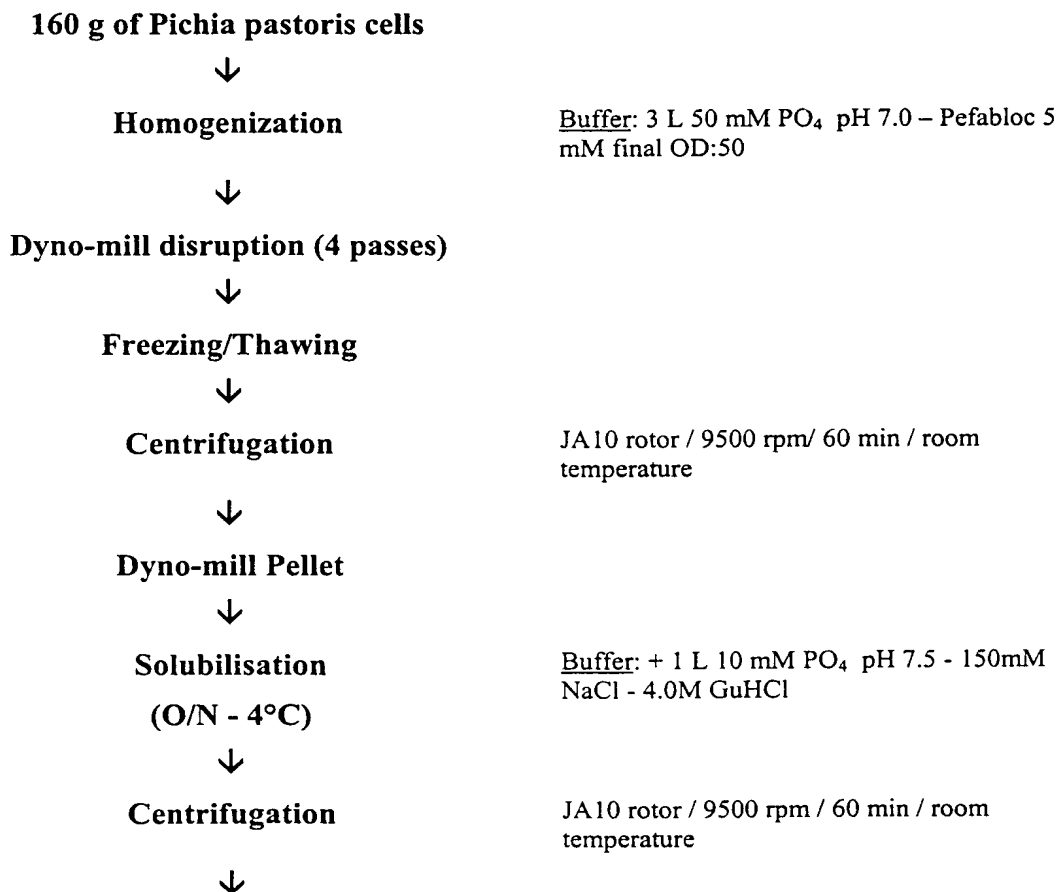 160 g of Pichia pastoris cells
↓
Homogenization
Buffer: 3 L 50 mM PO₄ pH 7.0 – Pefabloc 5
mM final OD:50
↓
Dyno-mill disruption (4 passes)
↓
Freezing/Thawing
↓
Centrifugation
JA10 rotor / 9500 rpm/ 60 min / room
temperature
↓
Dyno-mill Pellet
↓
Solubilisation
(O/N - 4°C)
Buffer: + 1 L 10 mM PO₄ pH 7.5 - 150mM
NaCl - 4.0M GuHCl
↓
Centrifugation
JA10 rotor / 9500 rpm / 60 min / room
temperature
↓